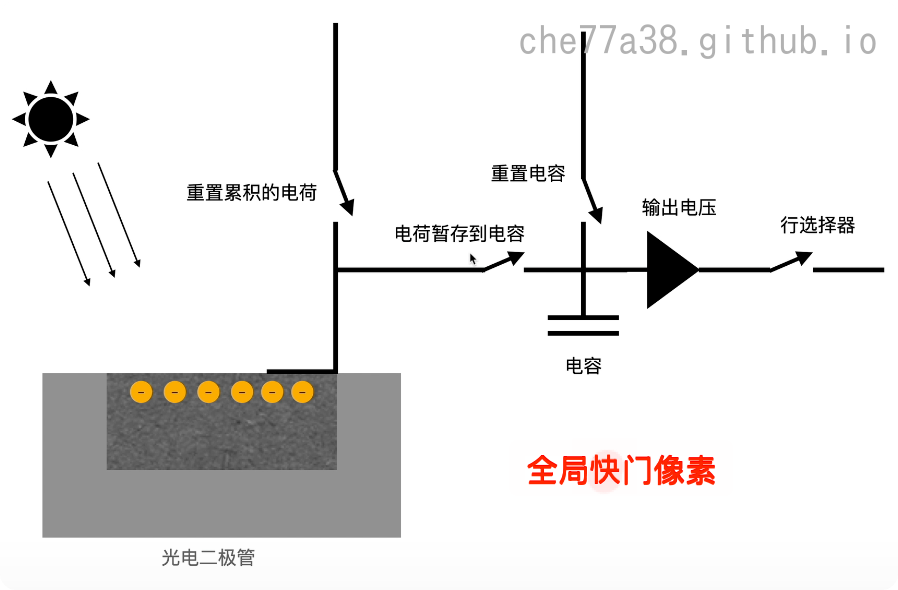 che77a38.github.io
重置电容
重置累积的电荷
输出电压
行选择器
电荷暂存到电容
电容
全局快门像素
光电二极管